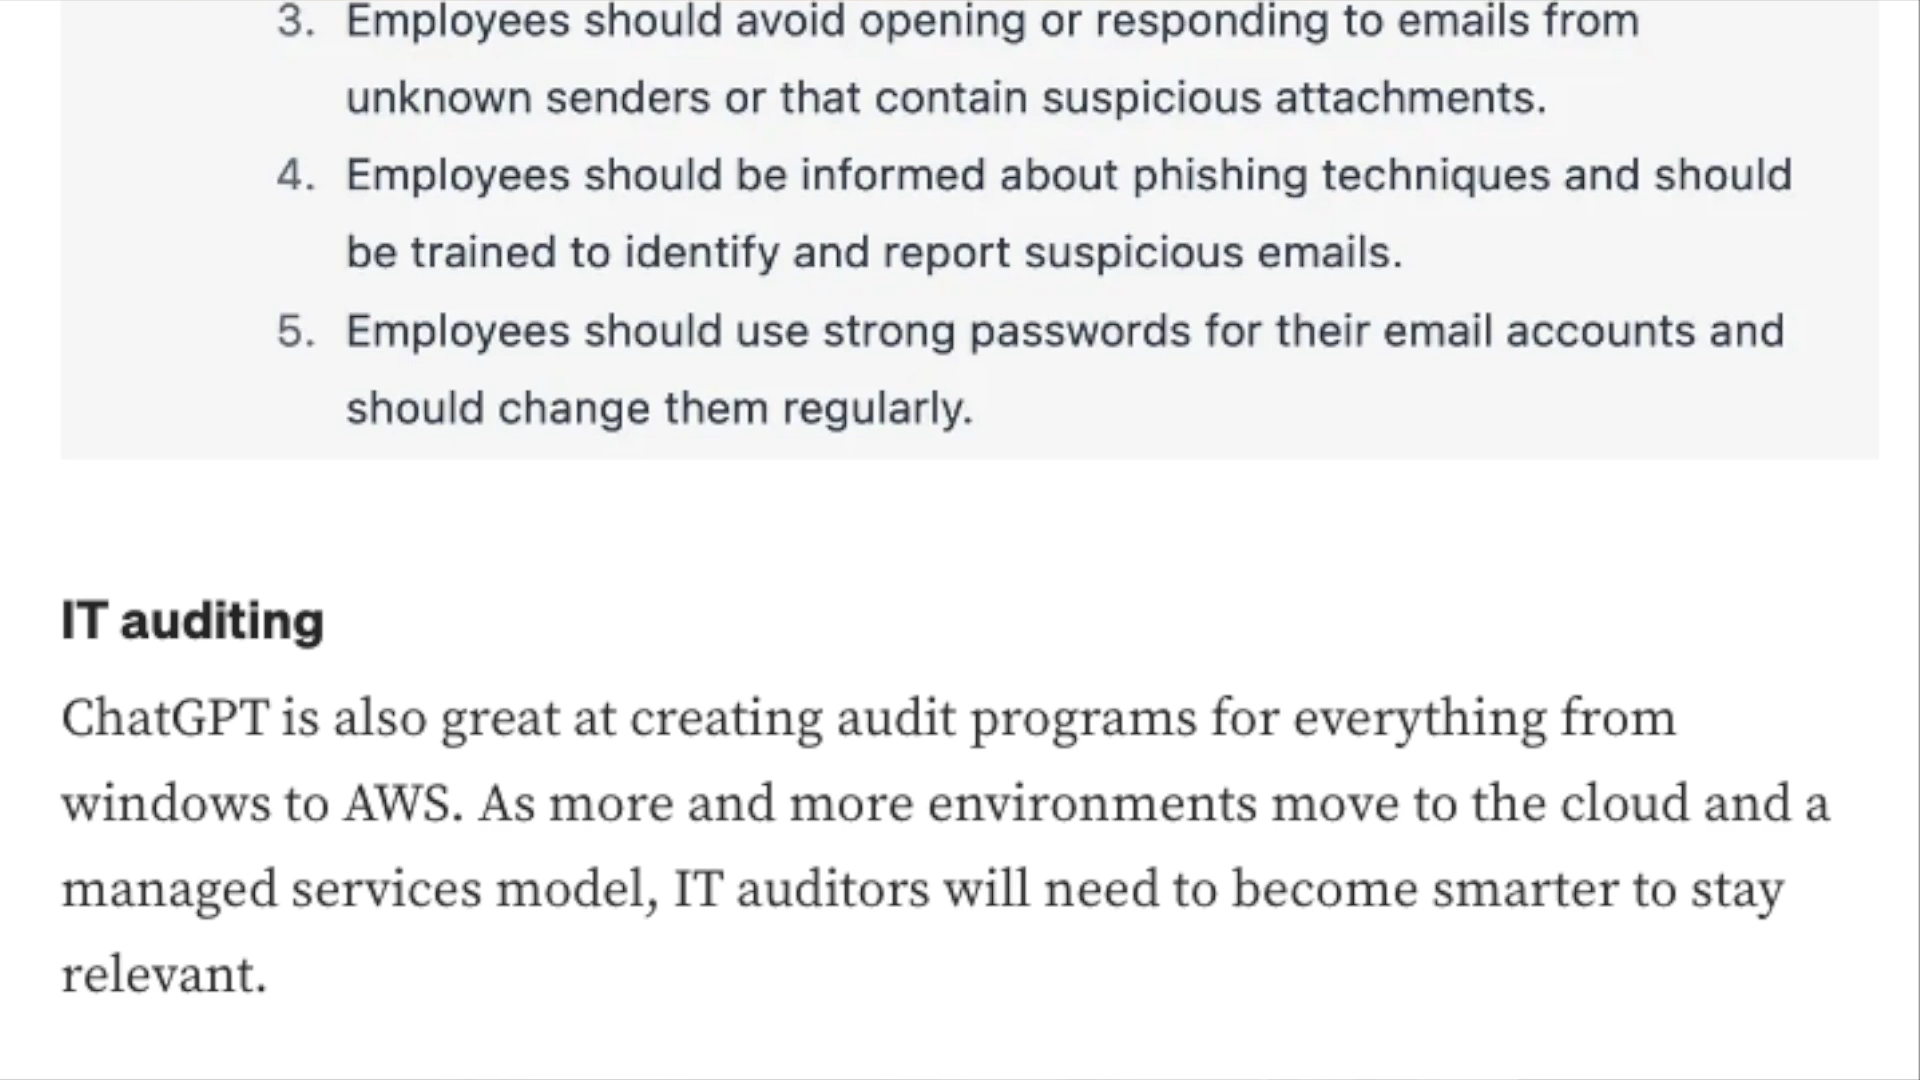 3. Employees should avoid opening or responding to emails from
unknown senders or that contain suspicious attachments.
4. Employees should be informed about phishing techniques and should
be trained to identify and report suspicious emails.
5. Employees should use strong passwords for their email accounts and
should change them regularly.
IT auditing
ChatGPT is also great at creating audit programs for everything from
windows to AWS. As more and more environments move to the cloud and a
managed services model, IT auditors will need to become smarter to stay
relevant.